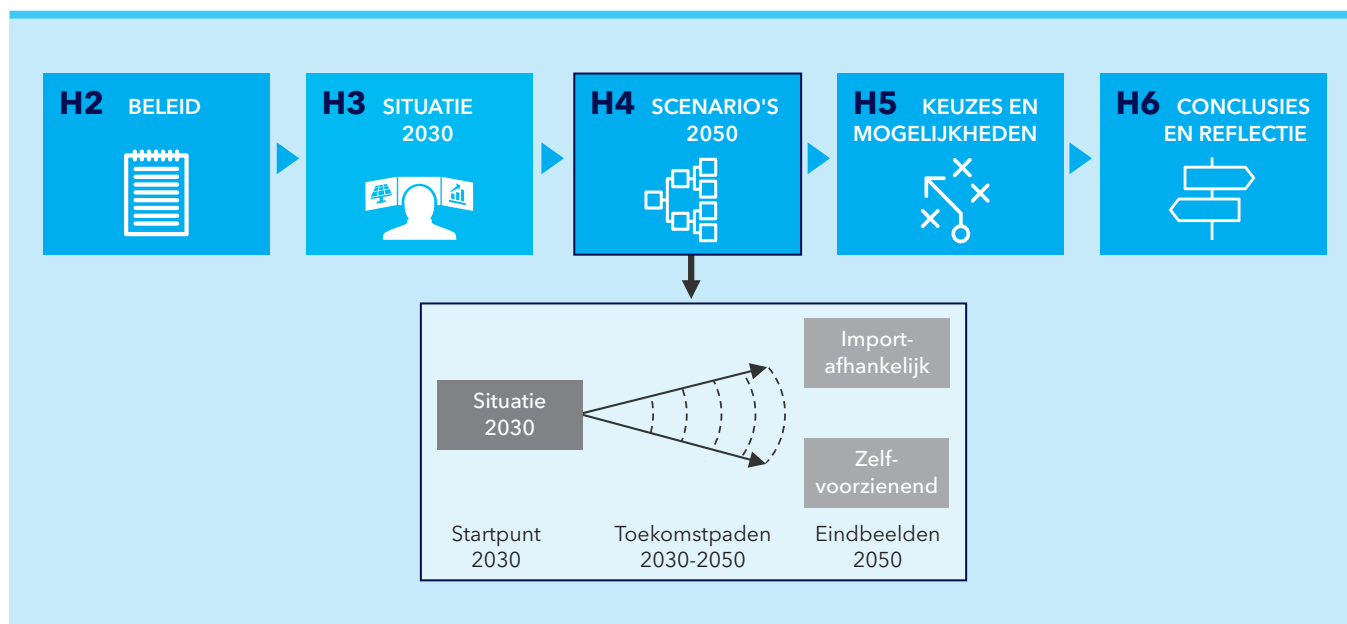 H2 BELEID
H3 SITUATIE
2030
H4 SCENARIO'S
2050
H5 KEUZES EN
MOGELIJKHEDEN
H6 CONCLUSIES
EN REFLECTIE
Situatie
2030
Import-
afhankelijk
Zelf-
voorzienend
Startpunt
2030
Toekomstpaden
2030-2050
Eindbeelden
2050